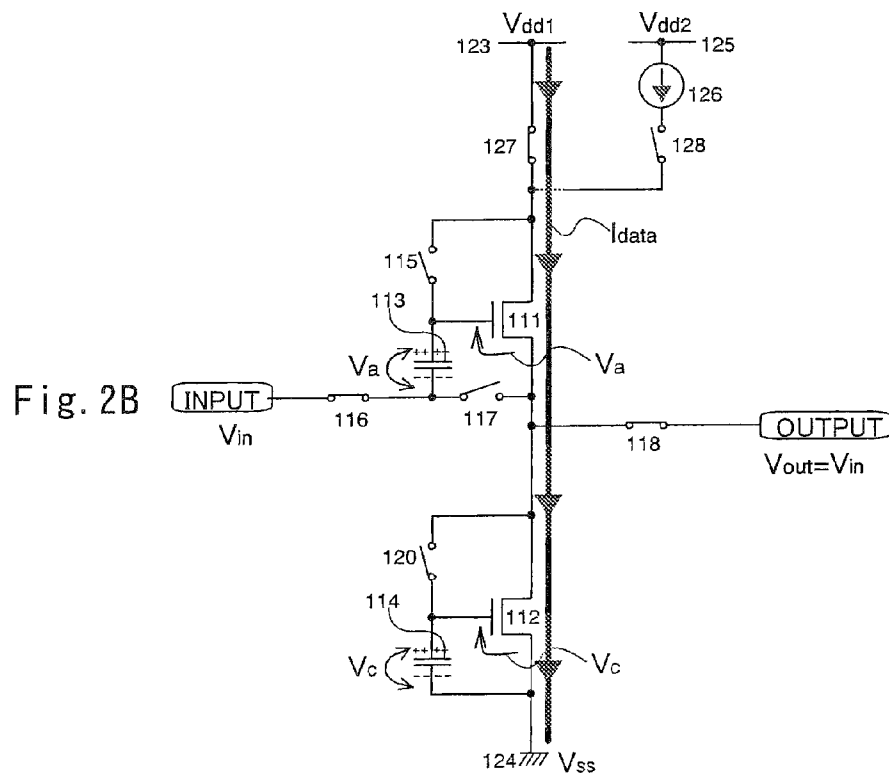 Vdd1
Vdd2
123
125
126
127
128
Idata
115
113
111
Va
Va
Fig. 2B
INPUT
116
117
118
OUTPUT
Vin
Vout=Vin
120
114
112
Vc
Vc
124
Vss